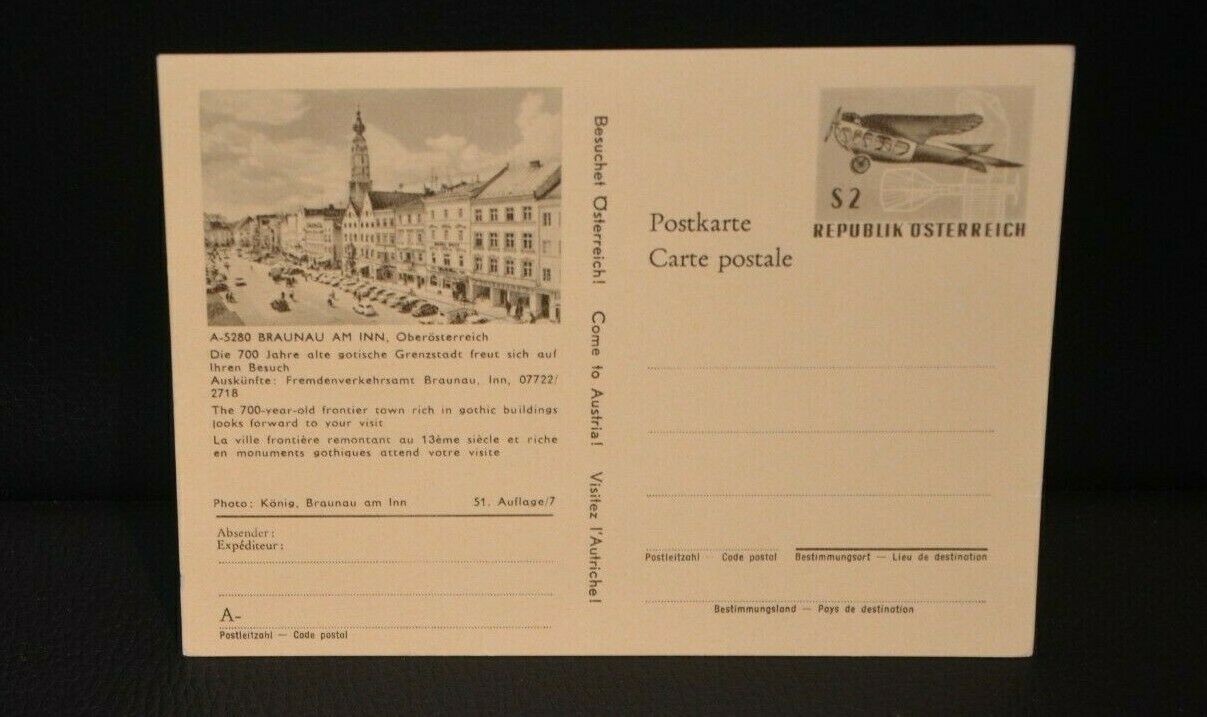 A-5280 BRAUNAU AM INN, Oberösterreich
Die 700 Jahre alte gotische Grenzstadt freut sich auf
Ihren Besuch
Auskünfte: Fremdenverkehrsamt Braunau, Inn, 07722/
2718
The 700-year-old frontier town rich in gothic buildings
looks forward to your visit
La ville frontière remontant au 13ème siècle et riche
en monuments gothiques attend votre visite
Photo: König, Braunau am Inn 51. Auflage/7
Absender:
Expéditeur:
A-
Postleitzahl — Code postal
Besuchet Österreich! Come to Austria! Visitez l'Autriche!
S 2
REPUBLIK ÖSTERREICH
Postkarte
Carte postale
Postleitzahl — Code postal Bestimmungsort — Lieu de destination
Bestimmungsland — Pays de destination